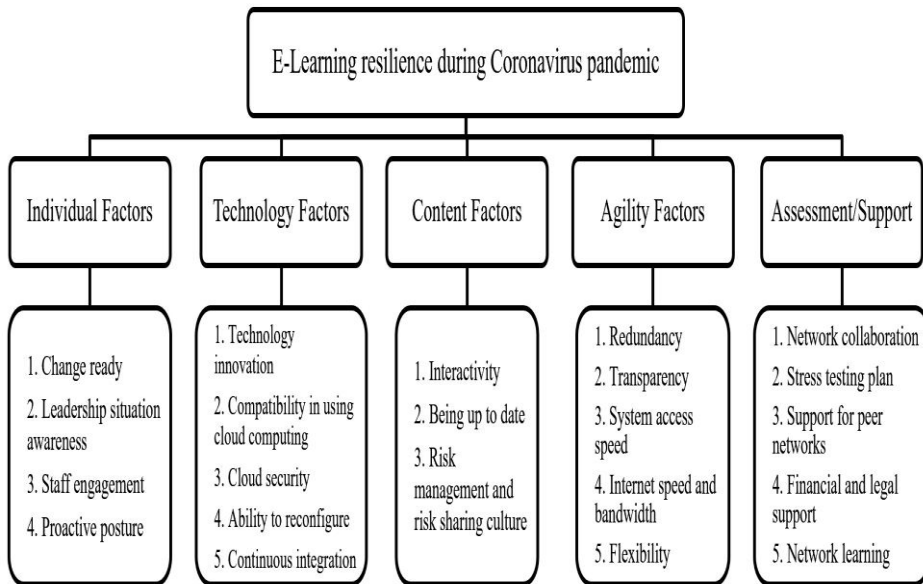 E-Learning resilience during Coronavirus pandemic
Individual Factors
Technology Factors
Content Factors
Agility Factors
Assessment/Support
1. Change ready
2. Leadership situation
awareness
3. Staff engagement
4. Proactive posture
1. Technology
innovation
2. Compatibility in using
cloud computing
3. Cloud security
4. Ability to reconfigure
5. Continuous integration
1. Interactivity
2. Being up to date
3. Risk
management and
risk sharing culture
1. Redundancy
2. Transparency
3. System access
speed
4. Internet speed and
bandwidth
5. Flexibility
1. Network collaboration
2. Stress testing plan
3. Support for peer
networks
4. Financial and legal
support
5. Network learning